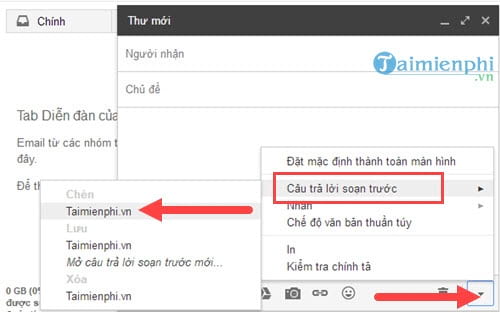 Chính
Thư mới
Người nhận
Taimienphi
.vn
Chủ đề
Tab Diễn đàn của
Email từ các nhóm t
đây.
Để th
Đặt mặc định thành toàn màn hình
Câu trả lời soạn trước
Nhãn
Chế độ văn bản thuần túy
In
Kiểm tra chính tả
Chèn
Taimienphi.vn
Lưu
Taimienphi.vn
Mở câu trả lời soạn trước mới...
Xóa
Taimienphi.vn
0 GB (0%
được s